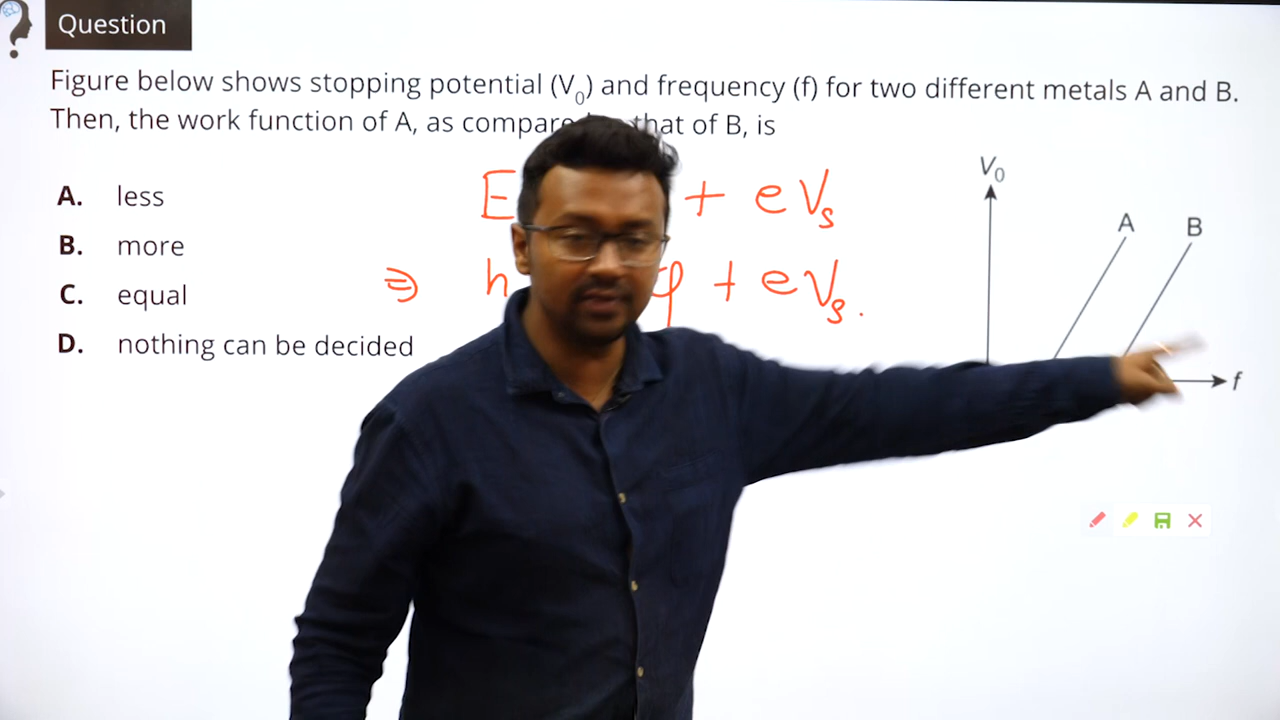 Question
Figure below shows stopping potential (V₀) and frequency (f) for two different metals A and B.
Then, the work function of A, as that of B, is
A. less
B. more
C. equal
D. nothing can be decided
E + eVₛ
⇒ h φ + eVₛ.
V₀
A B
f